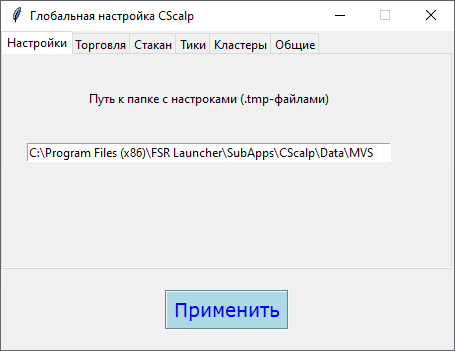 Глобальная настройка CScalp
Настройки Торговля Стакан Тики Кластеры Общие
Путь к папке с настроками (.tmp-файлами)
C:\Program Files (x86)\FSR Launcher\SubApps\CScalp\Data\MVS
Применить